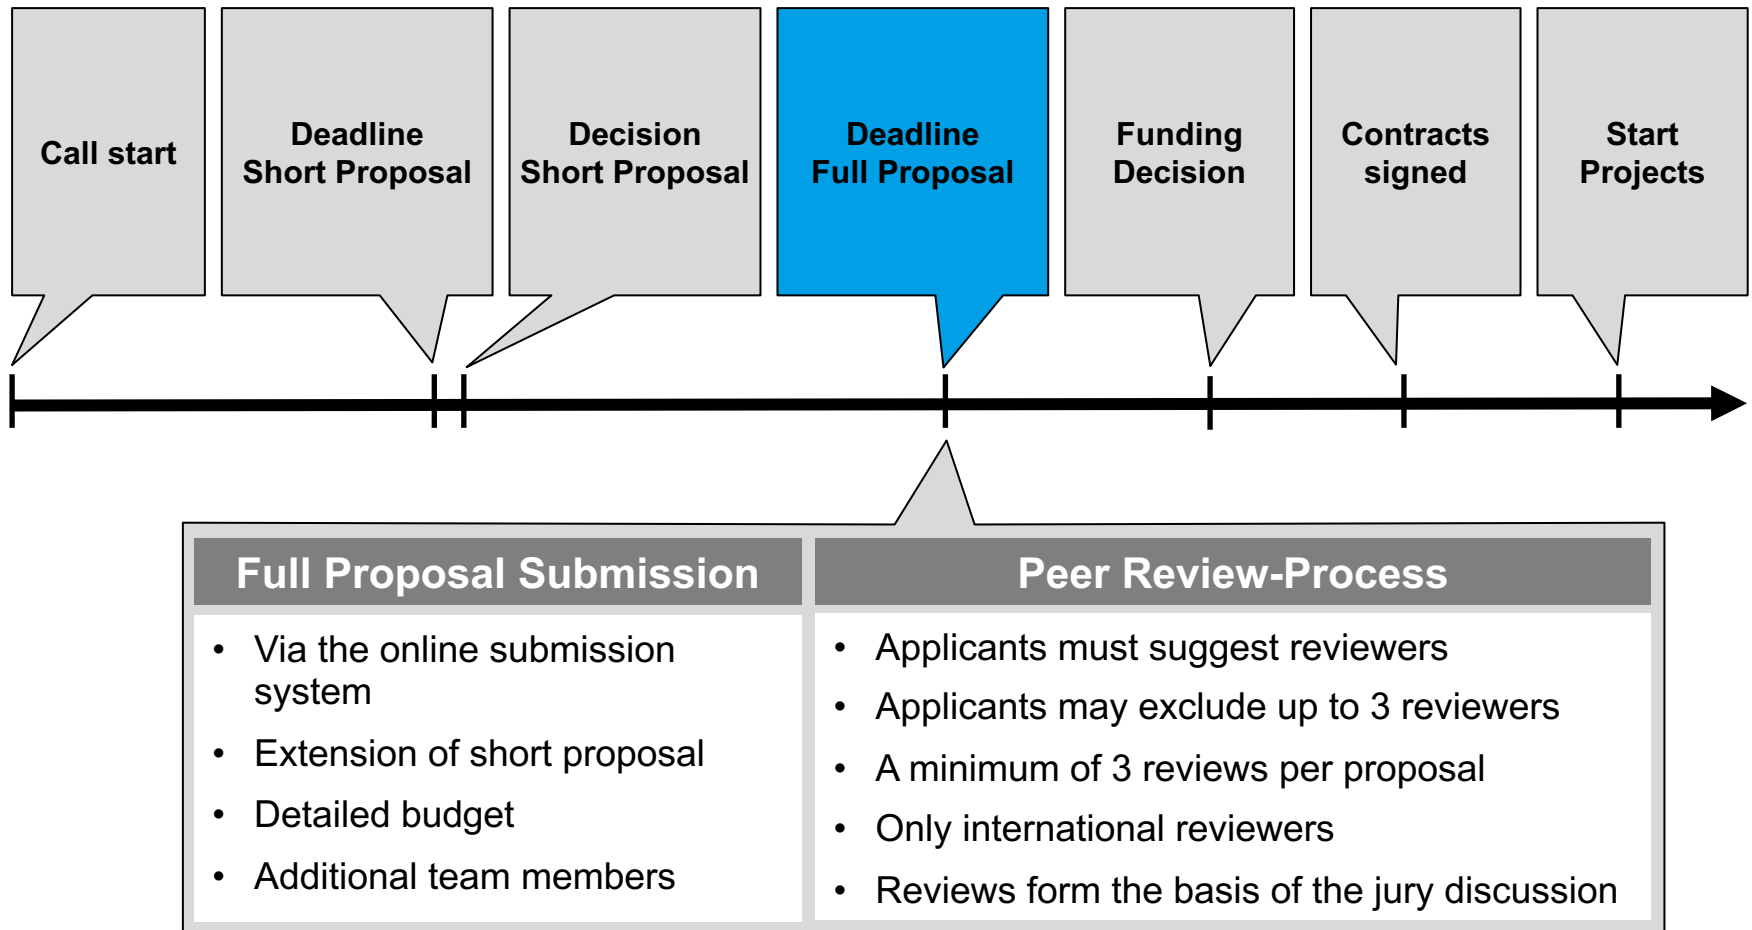 Call start
Deadline
Short Proposal
Decision
Short Proposal
Deadline
Full Proposal
Funding
Decision
Contracts
signed
Start
Projects
Full Proposal Submission
• Via the online submission
system
• Extension of short proposal
• Detailed budget
• Additional team members
Peer Review-Process
• Applicants must suggest reviewers
• Applicants may exclude up to 3 reviewers
• A minimum of 3 reviews per proposal
• Only international reviewers
• Reviews form the basis of the jury discussion